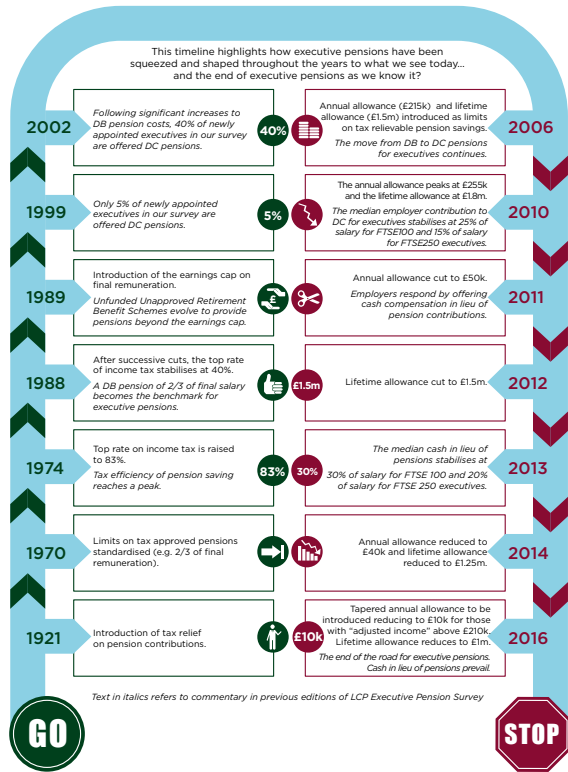 This timeline highlights how executive pensions have been
squeezed and shaped throughout the years to what we see today...
and the end of executive pensions as we know it?
2002
Following significant increases to
DB pension costs, 40% of newly
appointed executives in our survey
are offered DC pensions.
40%
1999
Only 5% of newly appointed
executives in our survey are
offered DC pensions.
5%
1989
Introduction of the earnings cap on
final remuneration.
Unfunded Unapproved Retirement
Benefit Schemes evolve to provide
pensions beyond the earnings cap.
£
1988
After successive cuts, the top rate
of income tax stabilises at 40%.
A DB pension of 2/3 of final salary
becomes the benchmark for
executive pensions.
1974
Top rate on income tax is raised
to 83%.
Tax efficiency of pension saving
reaches a peak.
83%
1970
Limits on tax approved pensions
standardised (e.g. 2/3 of final
remuneration).
1921
Introduction of tax relief
on pension contributions.
GO
Annual allowance (£215k) and lifetime
allowance (£1.5m) introduced as limits
on tax relievable pension savings.
The move from DB to DC pensions
for executives continues.
2006
The annual allowance peaks at £255k
and the lifetime allowance at £1.8m.
The median employer contribution to
DC for executives stabilises at 25% of
salary for FTSE100 and 15% of salary
for FTSE250 executives.
2010
Annual allowance cut to £50k.
Employers respond by offering
cash compensation in lieu of
pension contributions.
2011
£1.5m
Lifetime allowance cut to £1.5m.
2012
30%
The median cash in lieu of
pensions stabilises at
30% of salary for FTSE 100 and 20%
of salary for FTSE 250 executives.
2013
Annual allowance reduced to
£40k and lifetime allowance
reduced to £1.25m.
2014
£10k
Tapered annual allowance to be
introduced reducing to £10k for those
with “adjusted income” above £210k.
Lifetime allowance reduces to £1m.
The end of the road for executive pensions.
Cash in lieu of pensions prevail.
2016
Text in italics refers to commentary in previous editions of LCP Executive Pension Survey
STOP